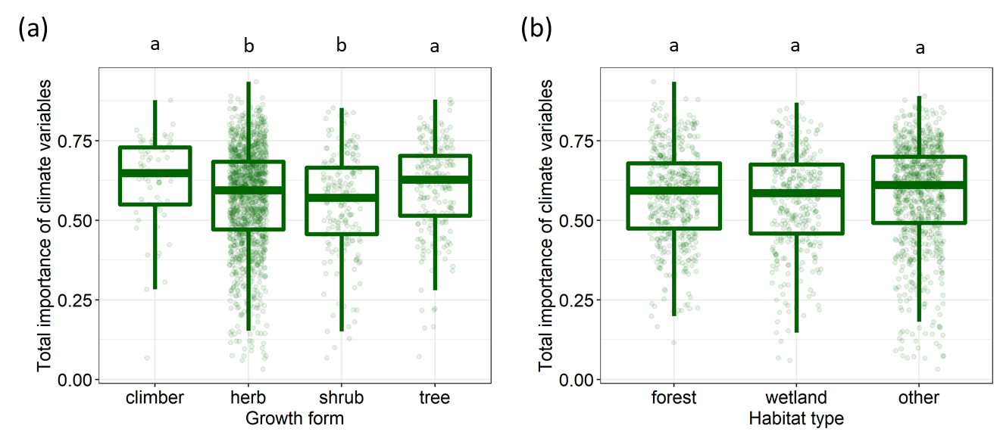 (a)
a b b a
Total importance of climate variables
0.75
0.50
0.25
0.00
climber herb shrub tree
Growth form
(b)
a a a
Total importance of climate variables
0.75
0.50
0.25
0.00
forest wetland other
Habitat type